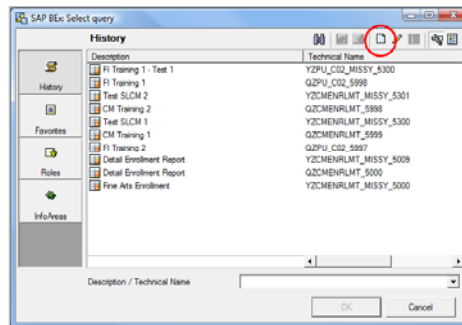 SAP BEx: Select query
History
Description Technical Name
FI Training 1 - Test 1 YZPU_C02_MISSY_5300
FI Training 1 QZPU_C02_5998
Test SLCM 2 YZCMENRLMT_MISSY_5301
CM Training 2 QZCMENRLMT_5998
Test SLCM 1 YZCMENRLMT_MISSY_5300
CM Training 1 QZCMENRLMT_5999
FI Training 2 QZPU_C02_5997
Detail Enrollment Report YZCMENRLMT_MISSY_5009
Detail Enrollment Report QZCMENRLMT_5000
Fine Arts Enrollment YZCMENRLMT_MISSY_5000
History
Favorites
Roles
InfoAreas
Description / Technical Name
OK Cancel